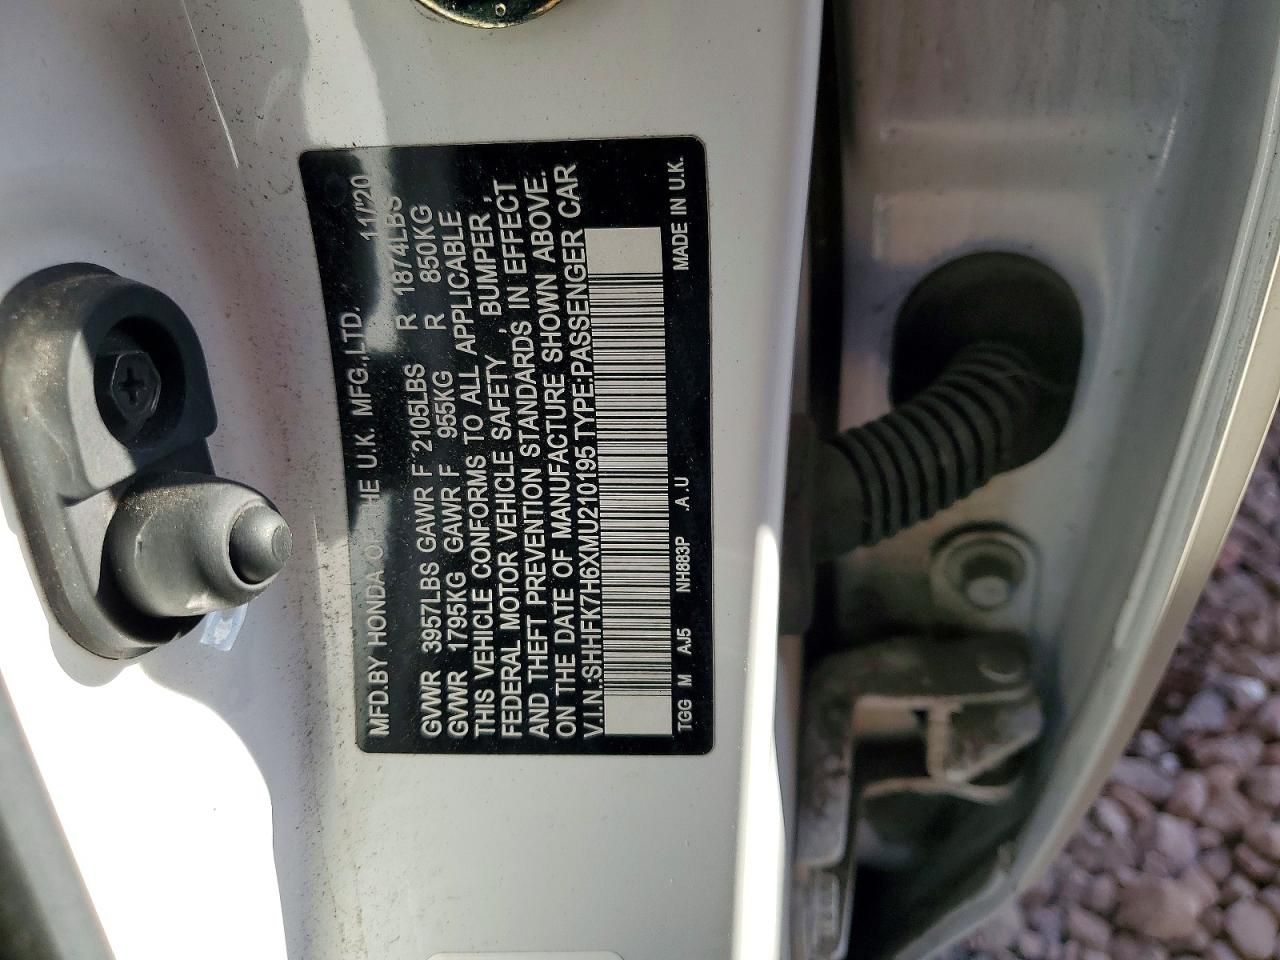 MFD.BY HONDA OF THE U.K. MFG.,LTD. 11/20
GVWR 3957LBS GAWR F 2105LBS R 1874LBS
GVWR 1795KG GAWR F 955KG R 850KG
THIS VEHICLE CONFORMS TO ALL APPLICABLE
FEDERAL MOTOR VEHICLE SAFETY , BUMPER ,
AND THEFT PREVENTION STANDARDS IN EFFECT
ON THE DATE OF MANUFACTURE SHOWN ABOVE.
V.I.N.:SHHFK7H6XMU210195 TYPE:PASSENGER CAR
TGG M AJ5 NH883P .A.U MADE IN U.K.